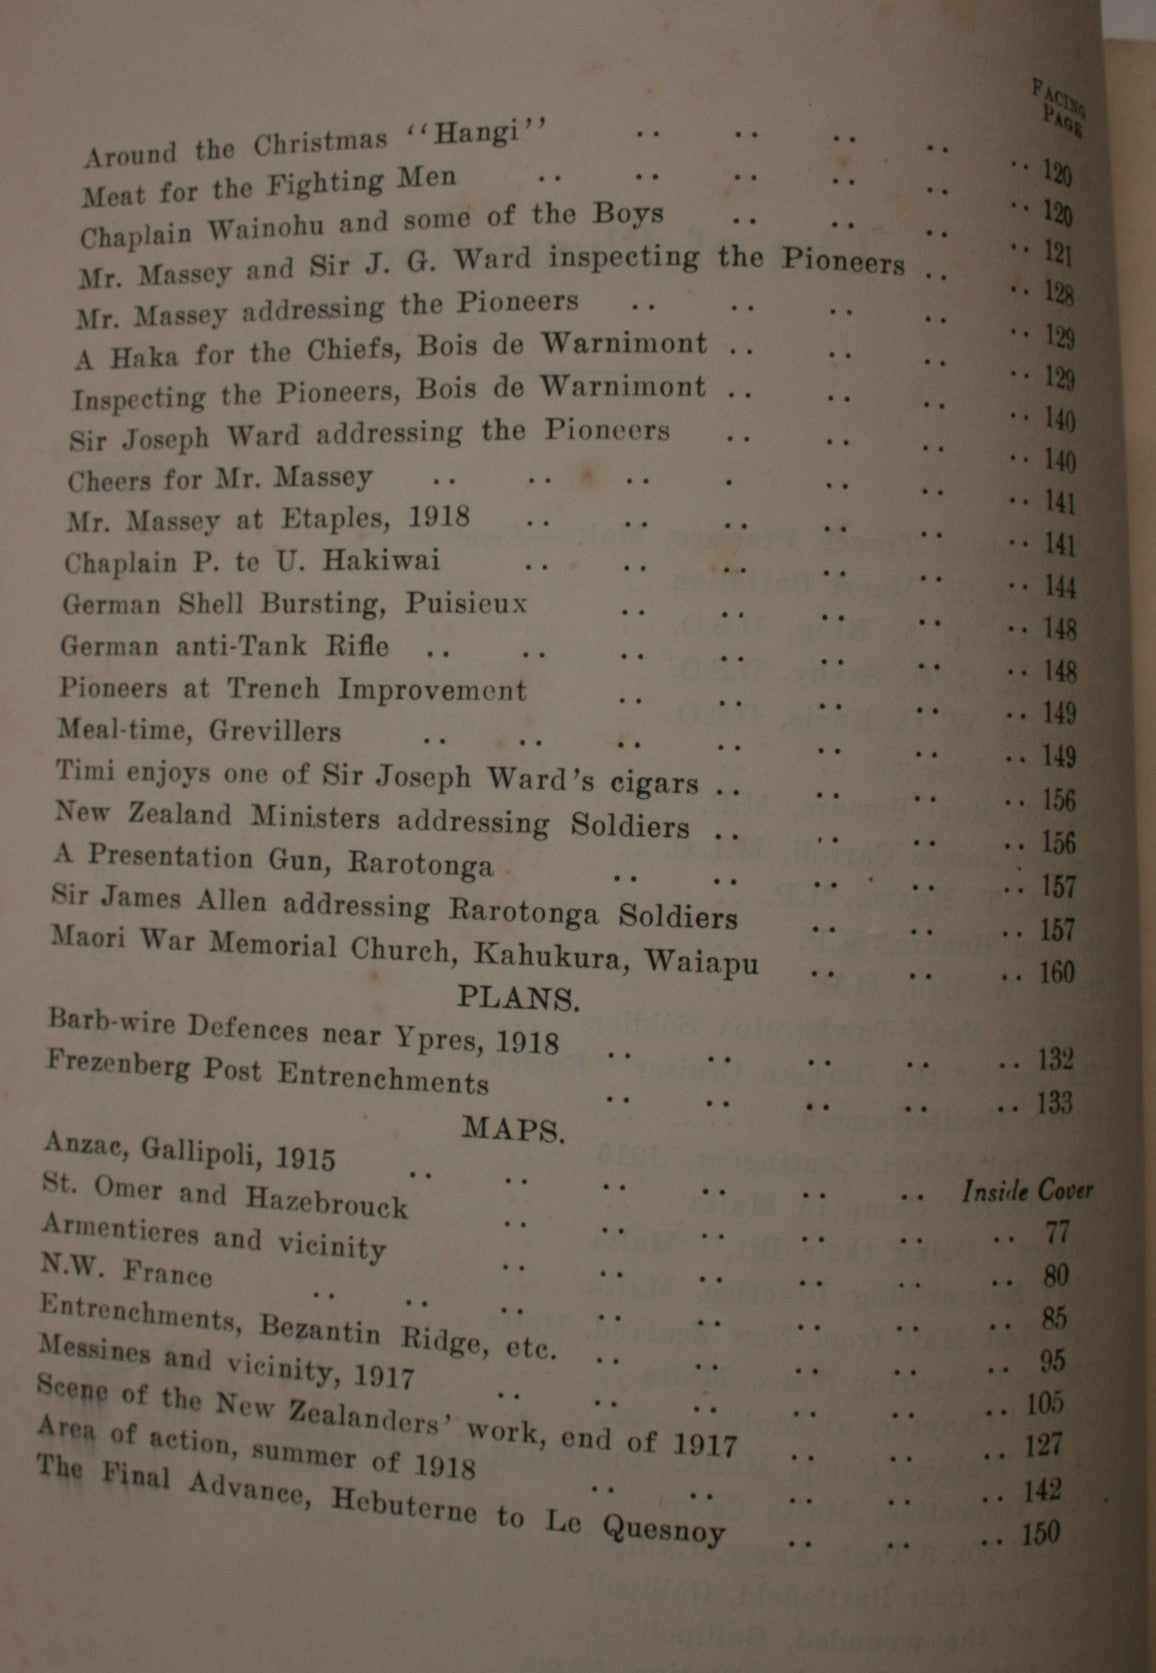 FACING
PAGE
Around the Christmas ‘‘Hangi’’ .. .. .. .. .. 120
Meat for the Fighting Men .. .. .. .. .. .. 120
Chaplain Wainohu and some of the Boys .. .. .. .. 121
Mr. Massey and Sir J. G. Ward inspecting the Pioneers .. .. 128
Mr. Massey addressing the Pioneers .. .. .. .. .. 129
A Haka for the Chiefs, Bois de Warnimont .. .. .. .. 129
Inspecting the Pioneers, Bois de Warnimont .. .. .. .. 140
Sir Joseph Ward addressing the Pioneers .. .. .. .. 140
Cheers for Mr. Massey .. .. .. . .. .. .. 141
Mr. Massey at Etaples, 1918 .. .. .. .. .. .. 141
Chaplain P. te U. Hakiwai .. .. .. .. .. .. 144
German Shell Bursting, Puisieux .. .. .. .. .. 148
German anti-Tank Rifle .. .. .. .. .. .. .. 148
Pioneers at Trench Improvement .. .. .. .. .. 149
Meal-time, Grevillers .. .. .. .. .. .. .. 149
Timi enjoys one of Sir Joseph Ward's cigars .. .. .. .. 156
New Zealand Ministers addressing Soldiers .. .. .. .. 156
A Presentation Gun, Rarotonga .. .. .. .. .. 157
Sir James Allen addressing Rarotonga Soldiers .. .. .. 157
Maori War Memorial Church, Kahukura, Waiapu .. .. .. 160
PLANS.
Barb-wire Defences near Ypres, 1918 .. .. .. .. .. 132
Frezenberg Post Entrenchments .. .. .. .. .. 133
MAPS.
Anzac, Gallipoli, 1915 .. .. .. .. .. .. Inside Cover
St. Omer and Hazebrouck .. .. .. .. .. .. 77
Armentieres and vicinity .. .. .. .. .. .. 80
N.W. France .. .. .. .. .. .. .. .. 85
Entrenchments, Bezantin Ridge, etc. .. .. .. .. .. 95
Messines and vicinity, 1917 .. .. .. .. .. .. 105
Scene of the New Zealanders' work, end of 1917 .. .. .. 127
Area of action, summer of 1918 .. .. .. .. .. 142
The Final Advance, Hebuterne to Le Quesnoy .. .. .. 150